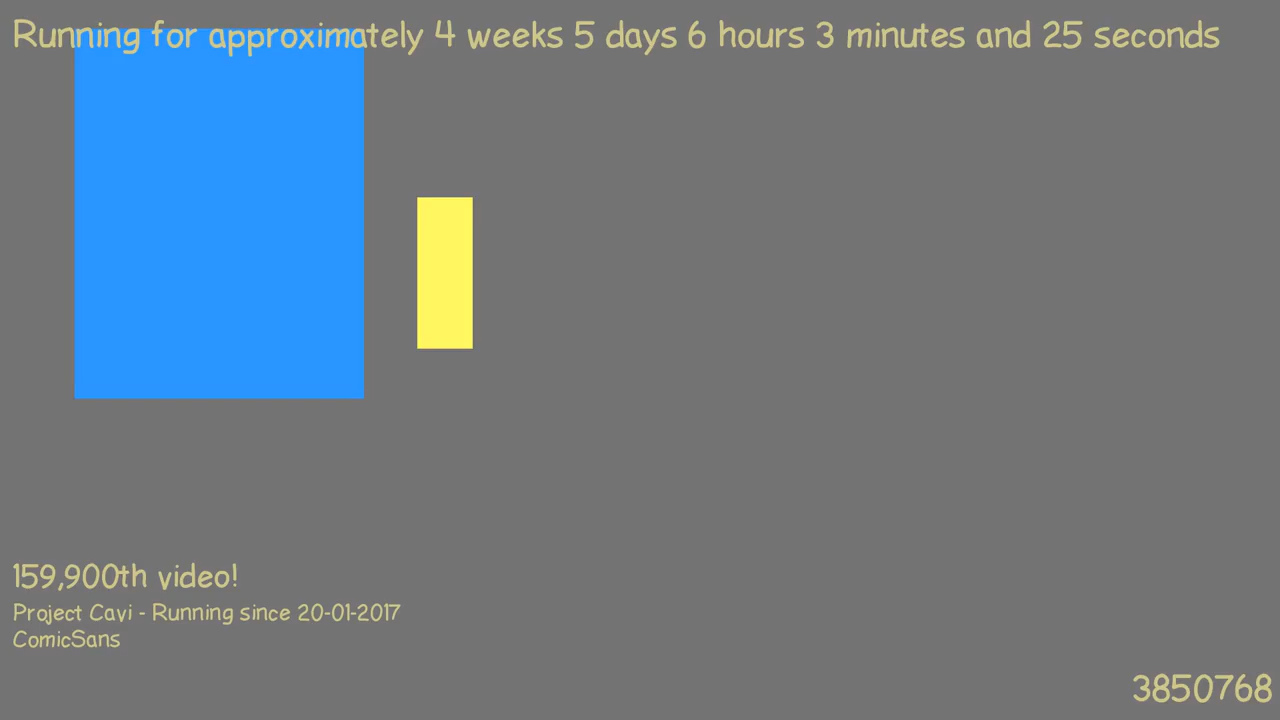 Running for approximately 4 weeks 5 days 6 hours 3 minutes and 25 seconds
159,900th video!
Project Cavi - Running since 20-01-2017
ComicSans
3850768